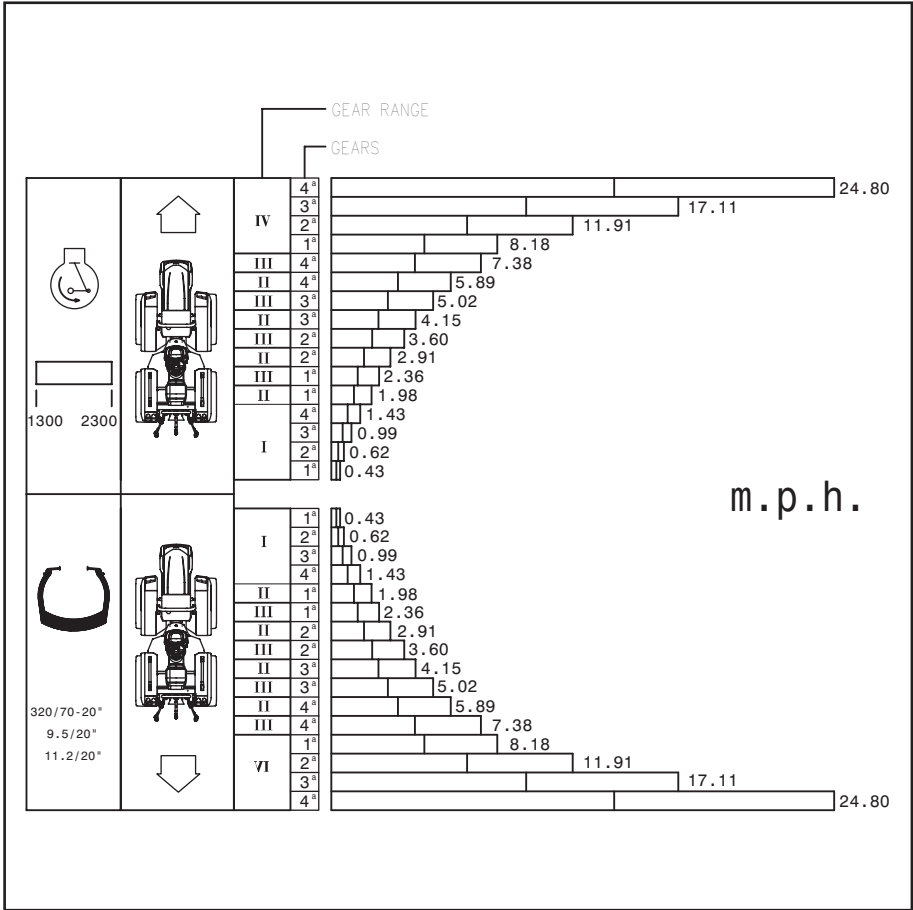 GEAR RANGE
GEARS
4ª 24.80
3ª 17.11
IV
2ª 11.91
1ª 8.18
III 4ª 7.38
II 4ª 5.89
III 3ª 5.02
II 3ª 4.15
III 2ª 3.60
II 2ª 2.91
III 1ª 2.36
II 1ª 1.98
1300 2300
4ª 1.43
3ª 0.99
I
2ª 0.62
1ª 0.43
m.p.h.
1ª 0.43
2ª 0.62
I
3ª 0.99
4ª 1.43
II 1ª 1.98
III 1ª 2.36
II 2ª 2.91
III 2ª 3.60
II 3ª 4.15
III 3ª 5.02
II 4ª 5.89
III 4ª 7.38
320/70-20"
9.5/20"
11.2/20"
1ª 8.18
2ª 11.91
VI
3ª 17.11
4ª 24.80